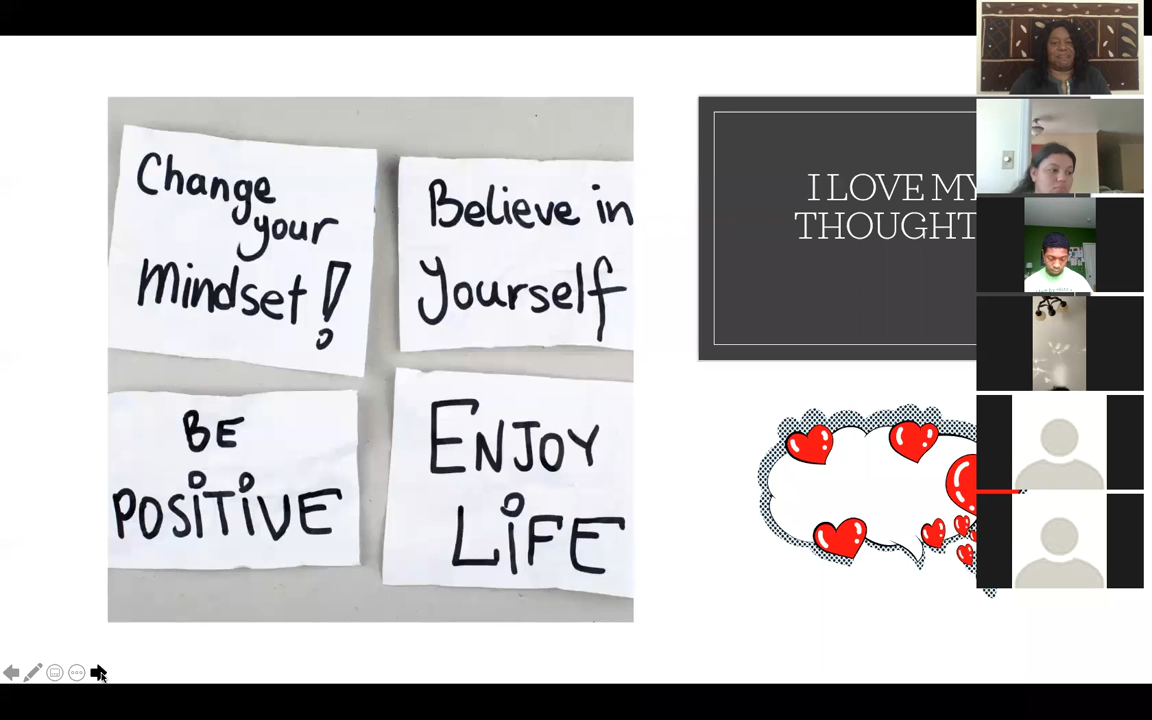 Change
your
Mindset!
Believe in
yourself
BE
POSiTiVE
ENJOY
LiFE
I LOVE MY
THOUGHT